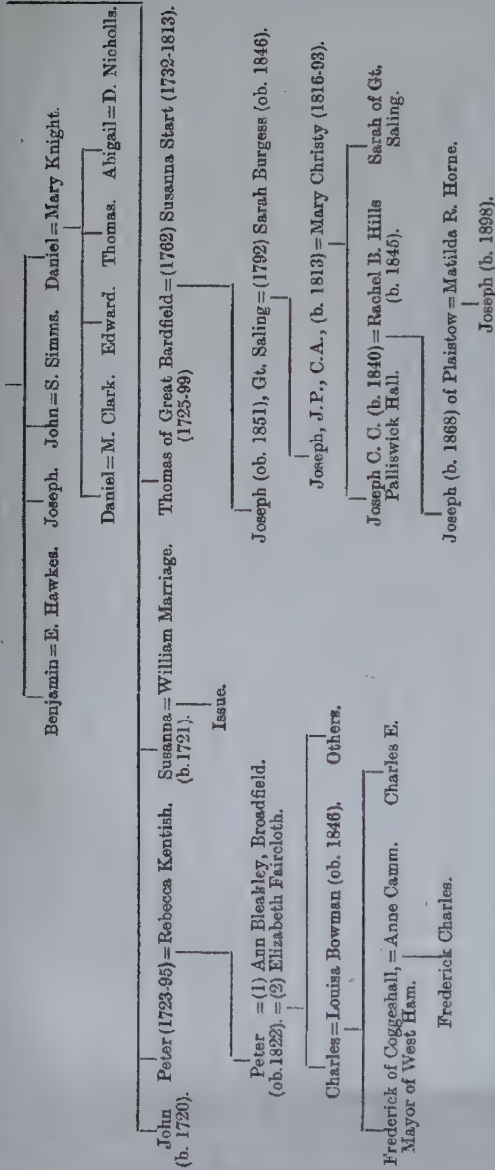 Benjamin = E. Hawkes. Joseph. John = S. Simms. Daniel = Mary Knight.
Daniel = M. Clark. Edward. Thomas. Abigail = D. Nicholls.
John Peter (1723-95) = Rebecca Kentish. Susanna = William Marriage. Thomas of Great Bardfield = (1762) Susanna Start (1732-1813).
(b. 1720). (b. 1721). (1725-99)
Issue.
Peter = (1) Ann Bleakley, Broadfield. Joseph (ob. 1851), Gt. Saling = (1792) Sarah Burgess (ob. 1846).
(ob. 1822). = (2) Elizabeth Faircloth.
Joseph, J.P., C.A., (b. 1813) = Mary Christy (1816-93)
Charles = Louisa Bowman (ob. 1846). Others.
Joseph C. C. (b. 1840) = Rachel B. Hills Sarah of Gt.
Palliswick Hall. (b. 1845). Saling.
Frederick of Coggeshall, = Anne Camm. Charles E.
Mayor of West Ham.
Joseph (b. 1868) of Plaistow = Matilda R. Horne.
Frederick Charles.
Joseph (b. 1898).